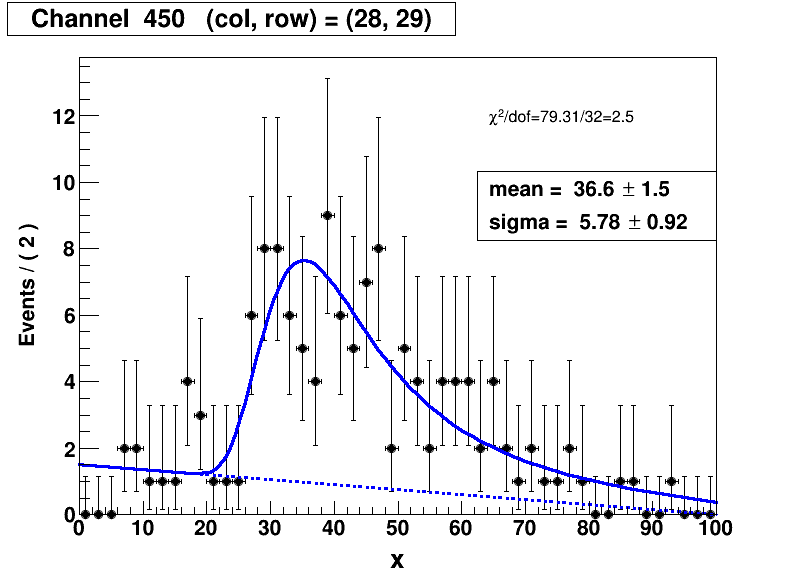 Channel 450 (col, row) = (28, 29)
χ²/dof=79.31/32=2.5
mean = 36.6 ± 1.5
sigma = 5.78 ± 0.92
Events / ( 2 )
12
10
8
6
4
2
0
0 10 20 30 40 50 60 70 80 90 100
x